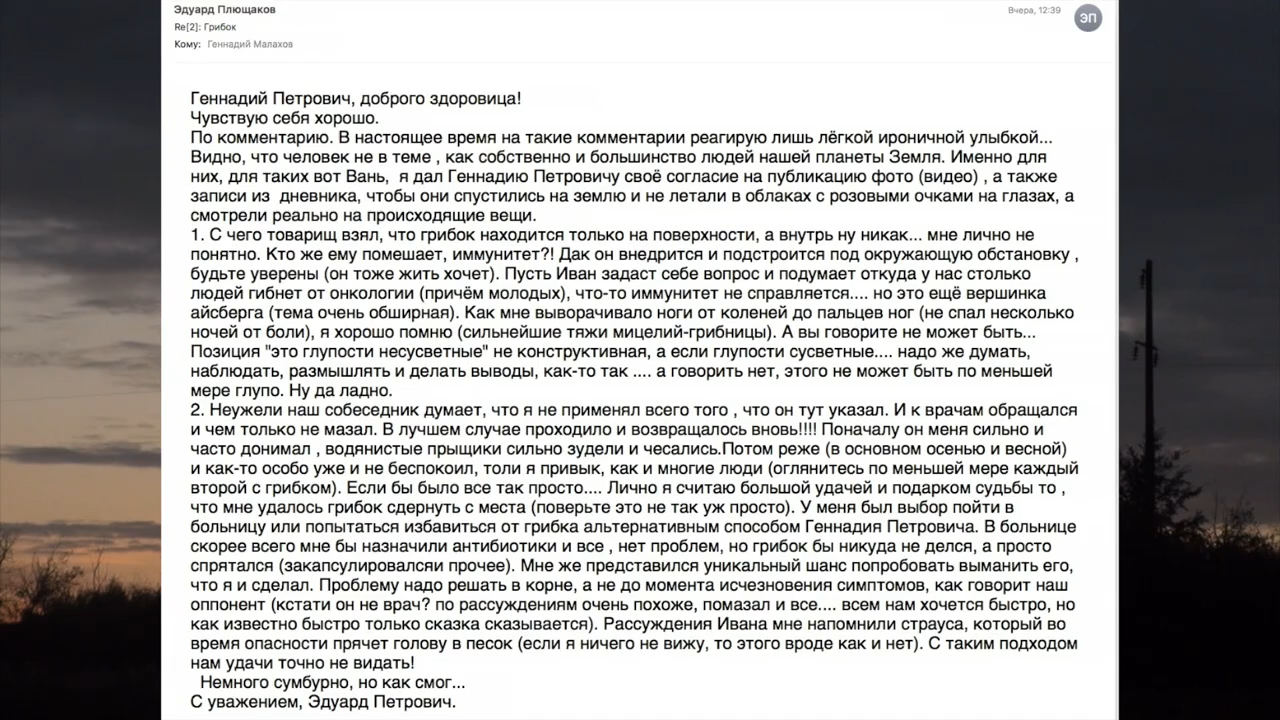 Эдуард Плющаков
Вчера, 12:39
ЭП
Re[2]: Грибок
Кому: Геннадий Малахов
Геннадий Петрович, доброго здоровица!
Чувствую себя хорошо.
По комментарию. В настоящее время на такие комментарии реагирую лишь лёгкой ироничной улыбкой...
Видно, что человек не в теме , как собственно и большинство людей нашей планеты Земля. Именно для
них, для таких вот Вань, я дал Геннадию Петровичу своё согласие на публикацию фото (видео) , а также
записи из дневника, чтобы они спустились на землю и не летали в облаках с розовыми очками на глазах, а
смотрели реально на происходящие вещи.
1. С чего товарищ взял, что грибок находится только на поверхности, а внутрь ну никак... мне лично не
понятно. Кто же ему помешает, иммунитет?! Дак он внедрится и подстроится под окружающую обстановку ,
будьте уверены (он тоже жить хочет). Пусть Иван задаст себе вопрос и подумает откуда у нас столько
людей гибнет от онкологии (причём молодых), что-то иммунитет не справляется.... но это ещё вершинка
айсберга (тема очень обширная). Как мне выворачивало ноги от коленей до пальцев ног (не спал несколько
ночей от боли), я хорошо помню (сильнейшие тяжи мицелий-грибницы). А вы говорите не может быть...
Позиция "это глупости несусветные" не конструктивная, а если глупости сусветные.... надо же думать,
наблюдать, размышлять и делать выводы, как-то так .... а говорить нет, этого не может быть по меньшей
мере глупо. Ну да ладно.
2. Неужели наш собеседник думает, что я не применял всего того , что он тут указал. И к врачам обращался
и чем только не мазал. В лучшем случае проходило и возвращалось вновь!!!! Поначалу он меня сильно и
часто донимал , водянистые прыщики сильно зудели и чесались.Потом реже (в основном осенью и весной)
и как-то особо уже и не беспокоил, толи я привык, как и многие люди (оглянитесь по меньшей мере каждый
второй с грибком). Если бы было все так просто.... Лично я считаю большой удачей и подарком судьбы то ,
что мне удалось грибок сдернуть с места (поверьте это не так уж просто). У меня был выбор пойти в
больницу или попытаться избавиться от грибка альтернативным способом Геннадия Петровича. В больнице
скорее всего мне бы назначили антибиотики и все , нет проблем, но грибок бы никуда не делся, а просто
спрятался (закапсулировалсяи прочее). Мне же представился уникальный шанс попробовать выманить его,
что я и сделал. Проблему надо решать в корне, а не до момента исчезновения симптомов, как говорит наш
оппонент (кстати он не врач? по рассуждениям очень похоже, помазал и все.... всем нам хочется быстро, но
как известно быстро только сказка сказывается). Рассуждения Ивана мне напомнили страуса, который во
время опасности прячет голову в песок (если я ничего не вижу, то этого вроде как и нет). С таким подходом
нам удачи точно не видать!
Немного сумбурно, но как смог...
С уважением, Эдуард Петрович.